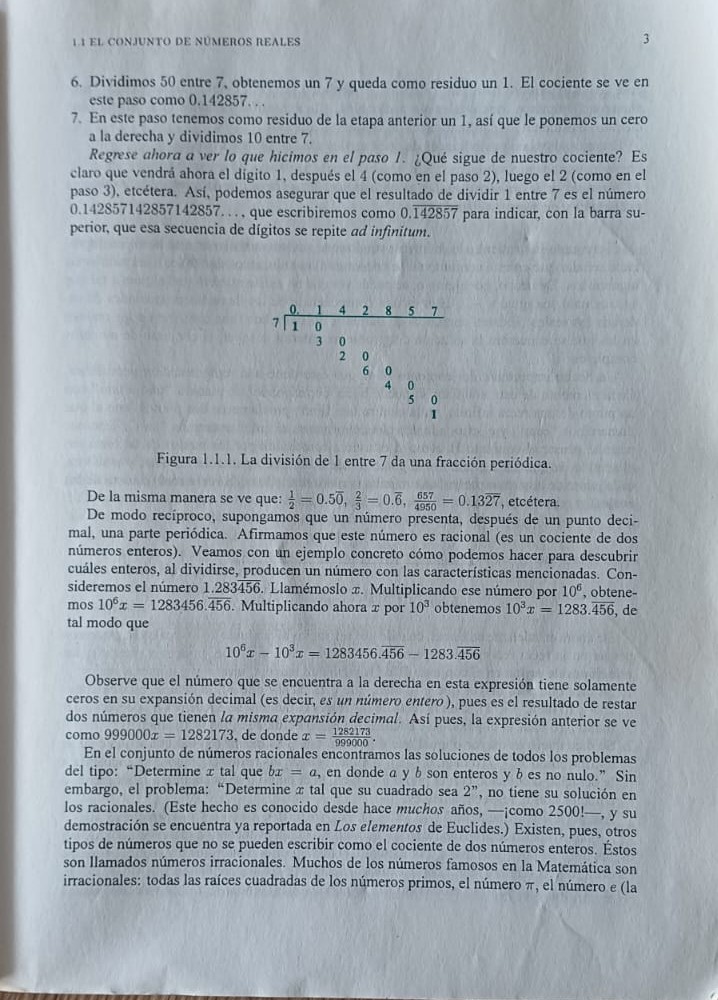 1.1 EL CONJUNTO DE NÚMEROS REALES 3
6. Dividimos 50 entre 7, obtenemos un 7 y queda como residuo un 1. El cociente se ve en
este paso como 0.142857. . .
7. En este paso tenemos como residuo de la etapa anterior un 1, así que le ponemos un cero
a la derecha y dividimos 10 entre 7.
Regrese ahora a ver lo que hicimos en el paso 1. ¿Qué sigue de nuestro cociente? Es
claro que vendrá ahora el dígito 1, después el 4 (como en el paso 2), luego el 2 (como en el
paso 3), etcétera. Así, podemos asegurar que el resultado de dividir 1 entre 7 es el número
0.142857142857142857. . . , que escribiremos como 0.\overline{142857} para indicar, con la barra su-
perior, que esa secuencia de dígitos se repite ad infinitum.
0. 1 4 2 8 5 7
7 1 0
3 0
2 0
6 0
4 0
5 0
1
Figura 1.1.1. La división de 1 entre 7 da una fracción periódica.
De la misma manera se ve que: \frac{1}{2} = 0.5\overline{0}, \frac{2}{3} = 0.\overline{6}, \frac{657}{4950} = 0.13\overline{27}, etcétera.
De modo recíproco, supongamos que un número presenta, después de un punto deci-
mal, una parte periódica. Afirmamos que este número es racional (es un cociente de dos
números enteros). Veamos con un ejemplo concreto cómo podemos hacer para descubrir
cuáles enteros, al dividirse, producen un número con las características mencionadas. Con-
sideremos el número 1.283\overline{456}. Llamémoslo x. Multiplicando ese número por 10^6, obtene-
mos 10^6x = 1283456.\overline{456}. Multiplicando ahora x por 10^3 obtenemos 10^3x = 1283.\overline{456}, de
tal modo que
10^6x − 10^3x = 1283456.\overline{456} − 1283.\overline{456}
Observe que el número que se encuentra a la derecha en esta expresión tiene solamente
ceros en su expansión decimal (es decir, es un número entero), pues es el resultado de restar
dos números que tienen la misma expansión decimal. Así pues, la expresión anterior se ve
como 999000x = 1282173, de donde x = \frac{1282173}{999000}.
En el conjunto de números racionales encontramos las soluciones de todos los problemas
del tipo: “Determine x tal que bx = a, en donde a y b son enteros y b es no nulo.” Sin
embargo, el problema: “Determine x tal que su cuadrado sea 2”, no tiene su solución en
los racionales. (Este hecho es conocido desde hace muchos años, —¡como 2500!—, y su
demostración se encuentra ya reportada en Los elementos de Euclides.) Existen, pues, otros
tipos de números que no se pueden escribir como el cociente de dos números enteros. Éstos
son llamados números irracionales. Muchos de los números famosos en la Matemática son
irracionales: todas las raíces cuadradas de los números primos, el número π, el número e (la